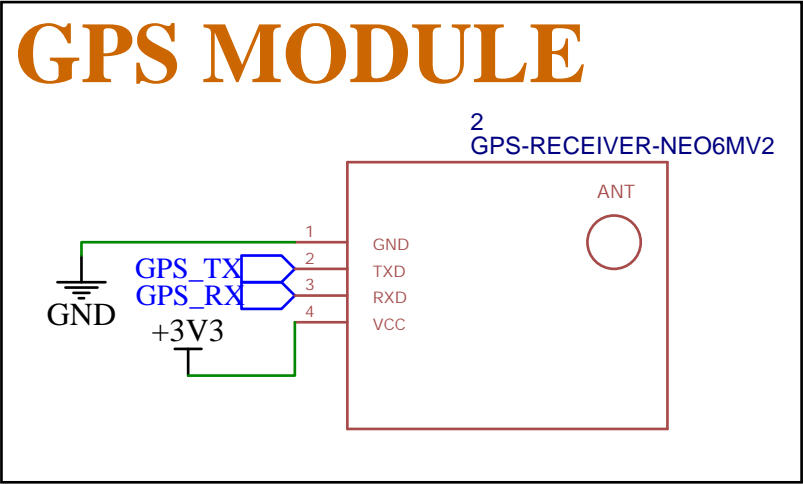 GPS MODULE
2
GPS-RECEIVER-NEO6MV2
ANT
1
GND
GPS_TX
2
TXD
GPS_RX
3
RXD
GND
+3V3
4
VCC